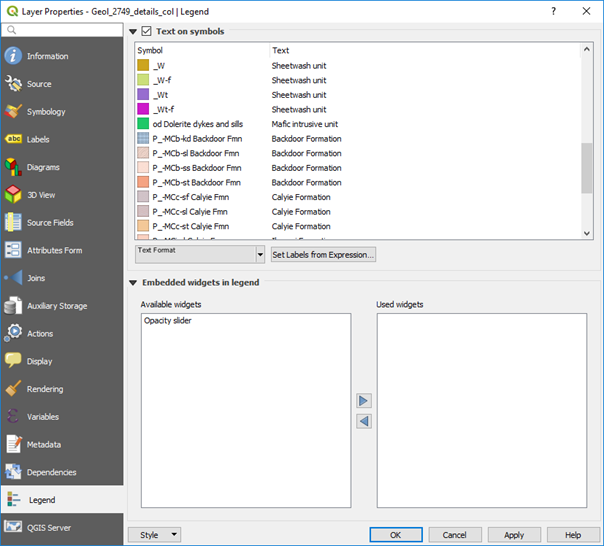 Layer Properties - Geol_2749_details_col | Legend
? X
Information
Source
Symbology
abc Labels
Diagrams
3D View
Source Fields
Attributes Form
Joins
Auxiliary Storage
Actions
Display
Rendering
Variables
Metadata
Dependencies
Legend
QGIS Server
Text on symbols
Symbol Text
_W Sheetwash unit
_W-f Sheetwash unit
_Wt Sheetwash unit
_Wt-f Sheetwash unit
od Dolerite dykes and sills Mafic intrusive unit
P_-MCb-kd Backdoor Fmn Backdoor Formation
P_-MCb-sl Backdoor Fmn Backdoor Formation
P_-MCb-ss Backdoor Fmn Backdoor Formation
P_-MCb-st Backdoor Fmn Backdoor Formation
P_-MCc-sf Calyie Fmn Calyie Formation
P_-MCc-sl Calyie Fmn Calyie Formation
P_-MCc-st Calyie Fmn Calyie Formation
Text Format Set Labels from Expression...
Embedded widgets in legend
Available widgets Used widgets
Opacity slider
Style OK Cancel Apply Help